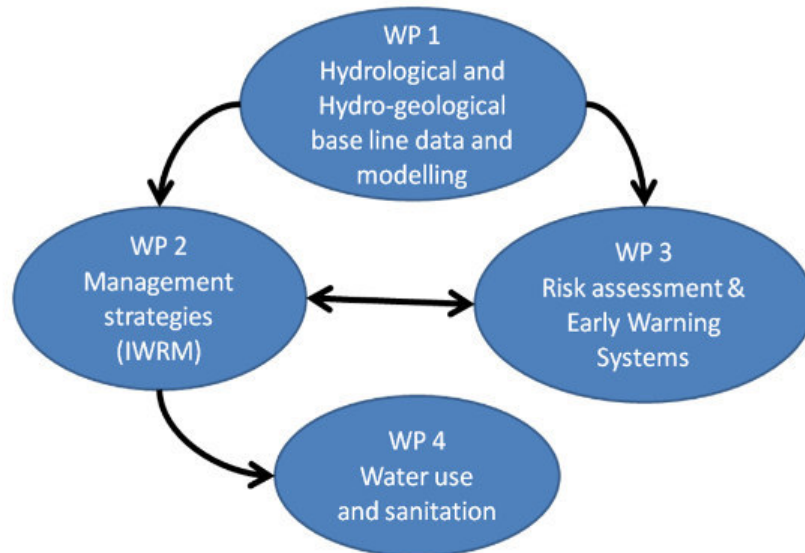 WP 1
Hydrological and
Hydro-geological
base line data and
modelling
WP 2
Management
strategies
(IWRM)
WP 3
Risk assessment &
Early Warning
Systems
WP 4
Water use
and sanitation